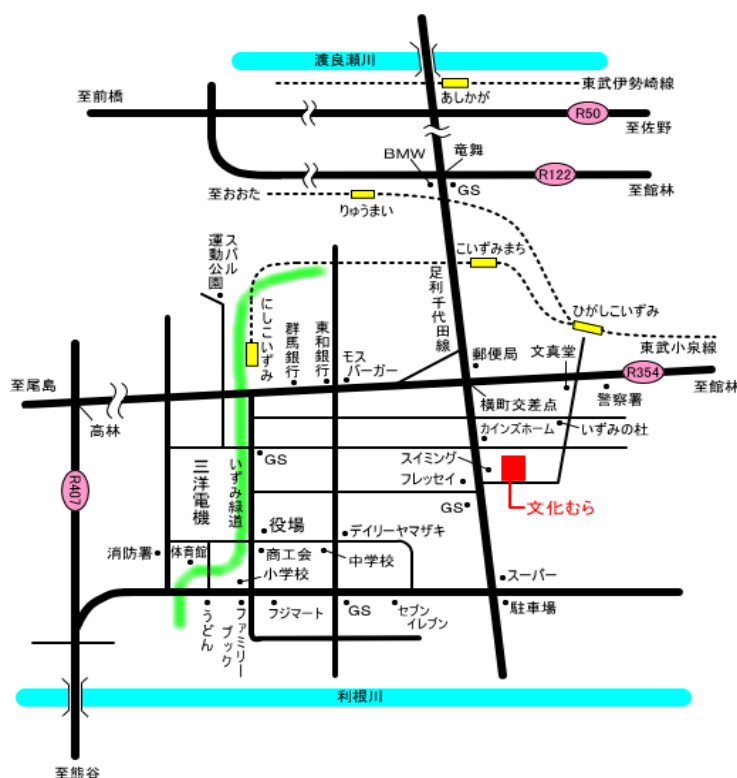 渡良瀬川
東武伊勢崎線
あしかが
至前橋
R50
至佐野
BMW
竜舞
GS
R122
至館林
至おおた
りゅうまい
スバル
運動公園
こいずみまち
足利千代田線
ひがしこいずみ
にしこいずみ
群馬銀行
東和銀行
モス
バーガー
郵便局
文真堂
東武小泉線
R354
至尾島
至館林
高林
横町交差点
警察署
カインズホーム
いずみの杜
GS
スイミング
フレッセイ
三洋電機
いずみ緑道
R407
GS
文化むら
役場
デイリーヤマザキ
消防署
体育館
商工会
中学校
小学校
スーパー
うどん
ファミリー
ブック
フジマート
GS
セブン
イレブン
駐車場
利根川
至熊谷